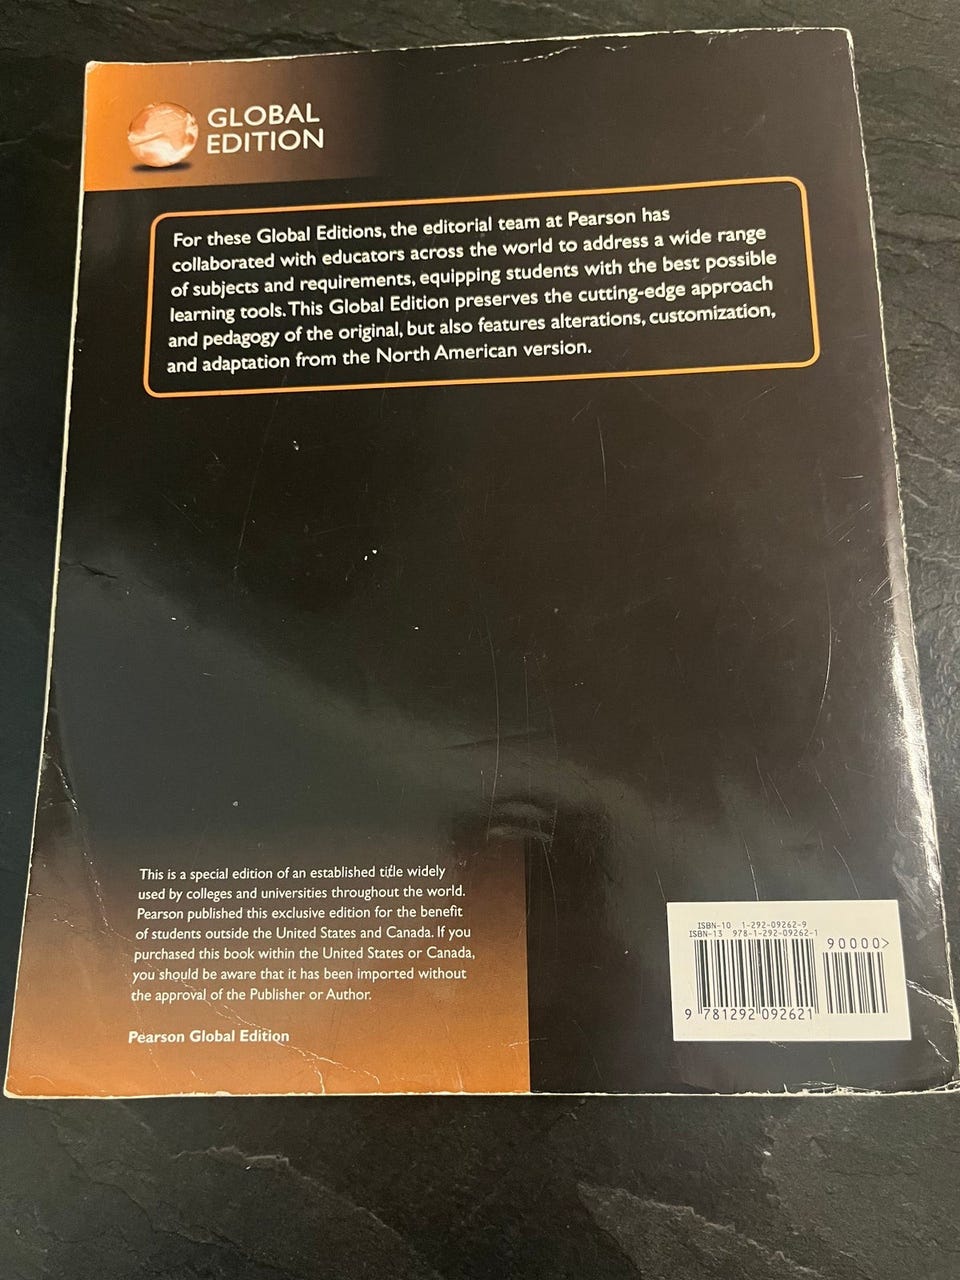 GLOBAL
EDITION
For these Global Editions, the editorial team at Pearson has
collaborated with educators across the world to address a wide range
of subjects and requirements, equipping students with the best possible
learning tools. This Global Edition preserves the cutting-edge approach
and pedagogy of the original, but also features alterations, customization,
and adaptation from the North American version.
This is a special edition of an established title widely
used by colleges and universities throughout the world.
Pearson published this exclusive edition for the benefit
of students outside the United States and Canada. If you
purchased this book within the United States or Canada,
you should be aware that it has been imported without
the approval of the Publisher or Author.
Pearson Global Edition
ISBN-10 1-292-09262-9
ISBN-13 978-1-292-09262-1
90000>
9 781292 092621